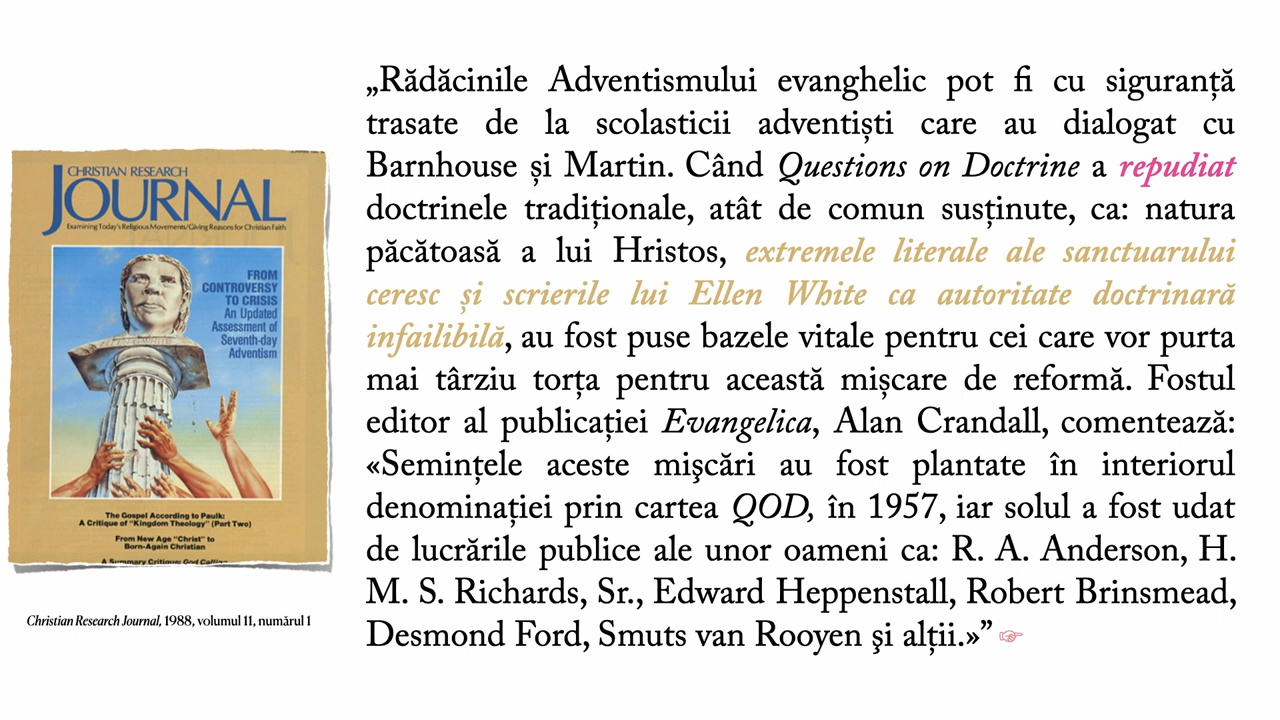 CHRISTIAN RESEARCH
JOURNAL
Examining Today's Religious Movements/Giving Reasons for Christian Faith
FROM
CONTROVERSY
TO CRISIS
An Updated
Assessment of
Seventh-day
Adventism
The Gospel According to Paulk:
A Critique of "Kingdom Theology" (Part Two)
From New Age "Christ" to
Born-Again Christian
A Summary Critique: God
Christian Research Journal, 1988, volumul 11, numărul 1
„Rădăcinile Adventismului evanghelic pot fi cu siguranță
trasate de la scolasticii adventiști care au dialogat cu
Barnhouse și Martin. Când Questions on Doctrine a repudiat
doctrinele tradiționale, atât de comun susținute, ca: natura
păcătoasă a lui Hristos, extremele literale ale sanctuarului
ceresc și scrierile lui Ellen White ca autoritate doctrinară
infailibilă, au fost puse bazele vitale pentru cei care vor purta
mai târziu torța pentru această mișcare de reformă. Fostul
editor al publicației Evangelica, Alan Crandall, comentează:
«Semințele aceste mişcări au fost plantate în interiorul
denominației prin cartea QOD, în 1957, iar solul a fost udat
de lucrările publice ale unor oameni ca: R. A. Anderson, H.
M. S. Richards, Sr., Edward Heppenstall, Robert Brinsmead,
Desmond Ford, Smuts van Rooyen şi alții.»”